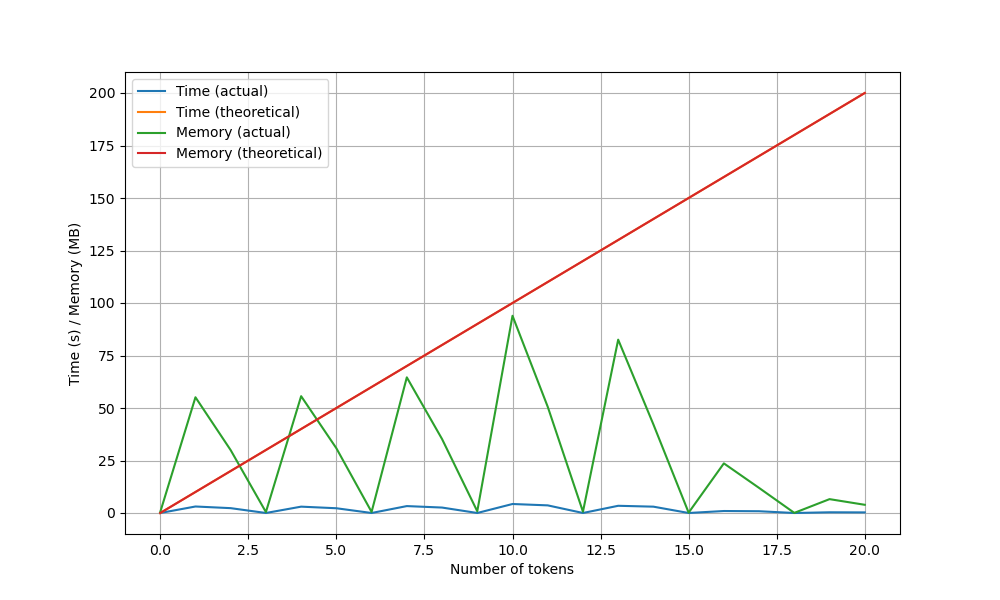 Time (actual)
Time (theoretical)
Memory (actual)
Memory (theoretical)
200
175
150
125
100
75
50
25
0
Time (s) / Memory (MB)
0.0 2.5 5.0 7.5 10.0 12.5 15.0 17.5 20.0
Number of tokens